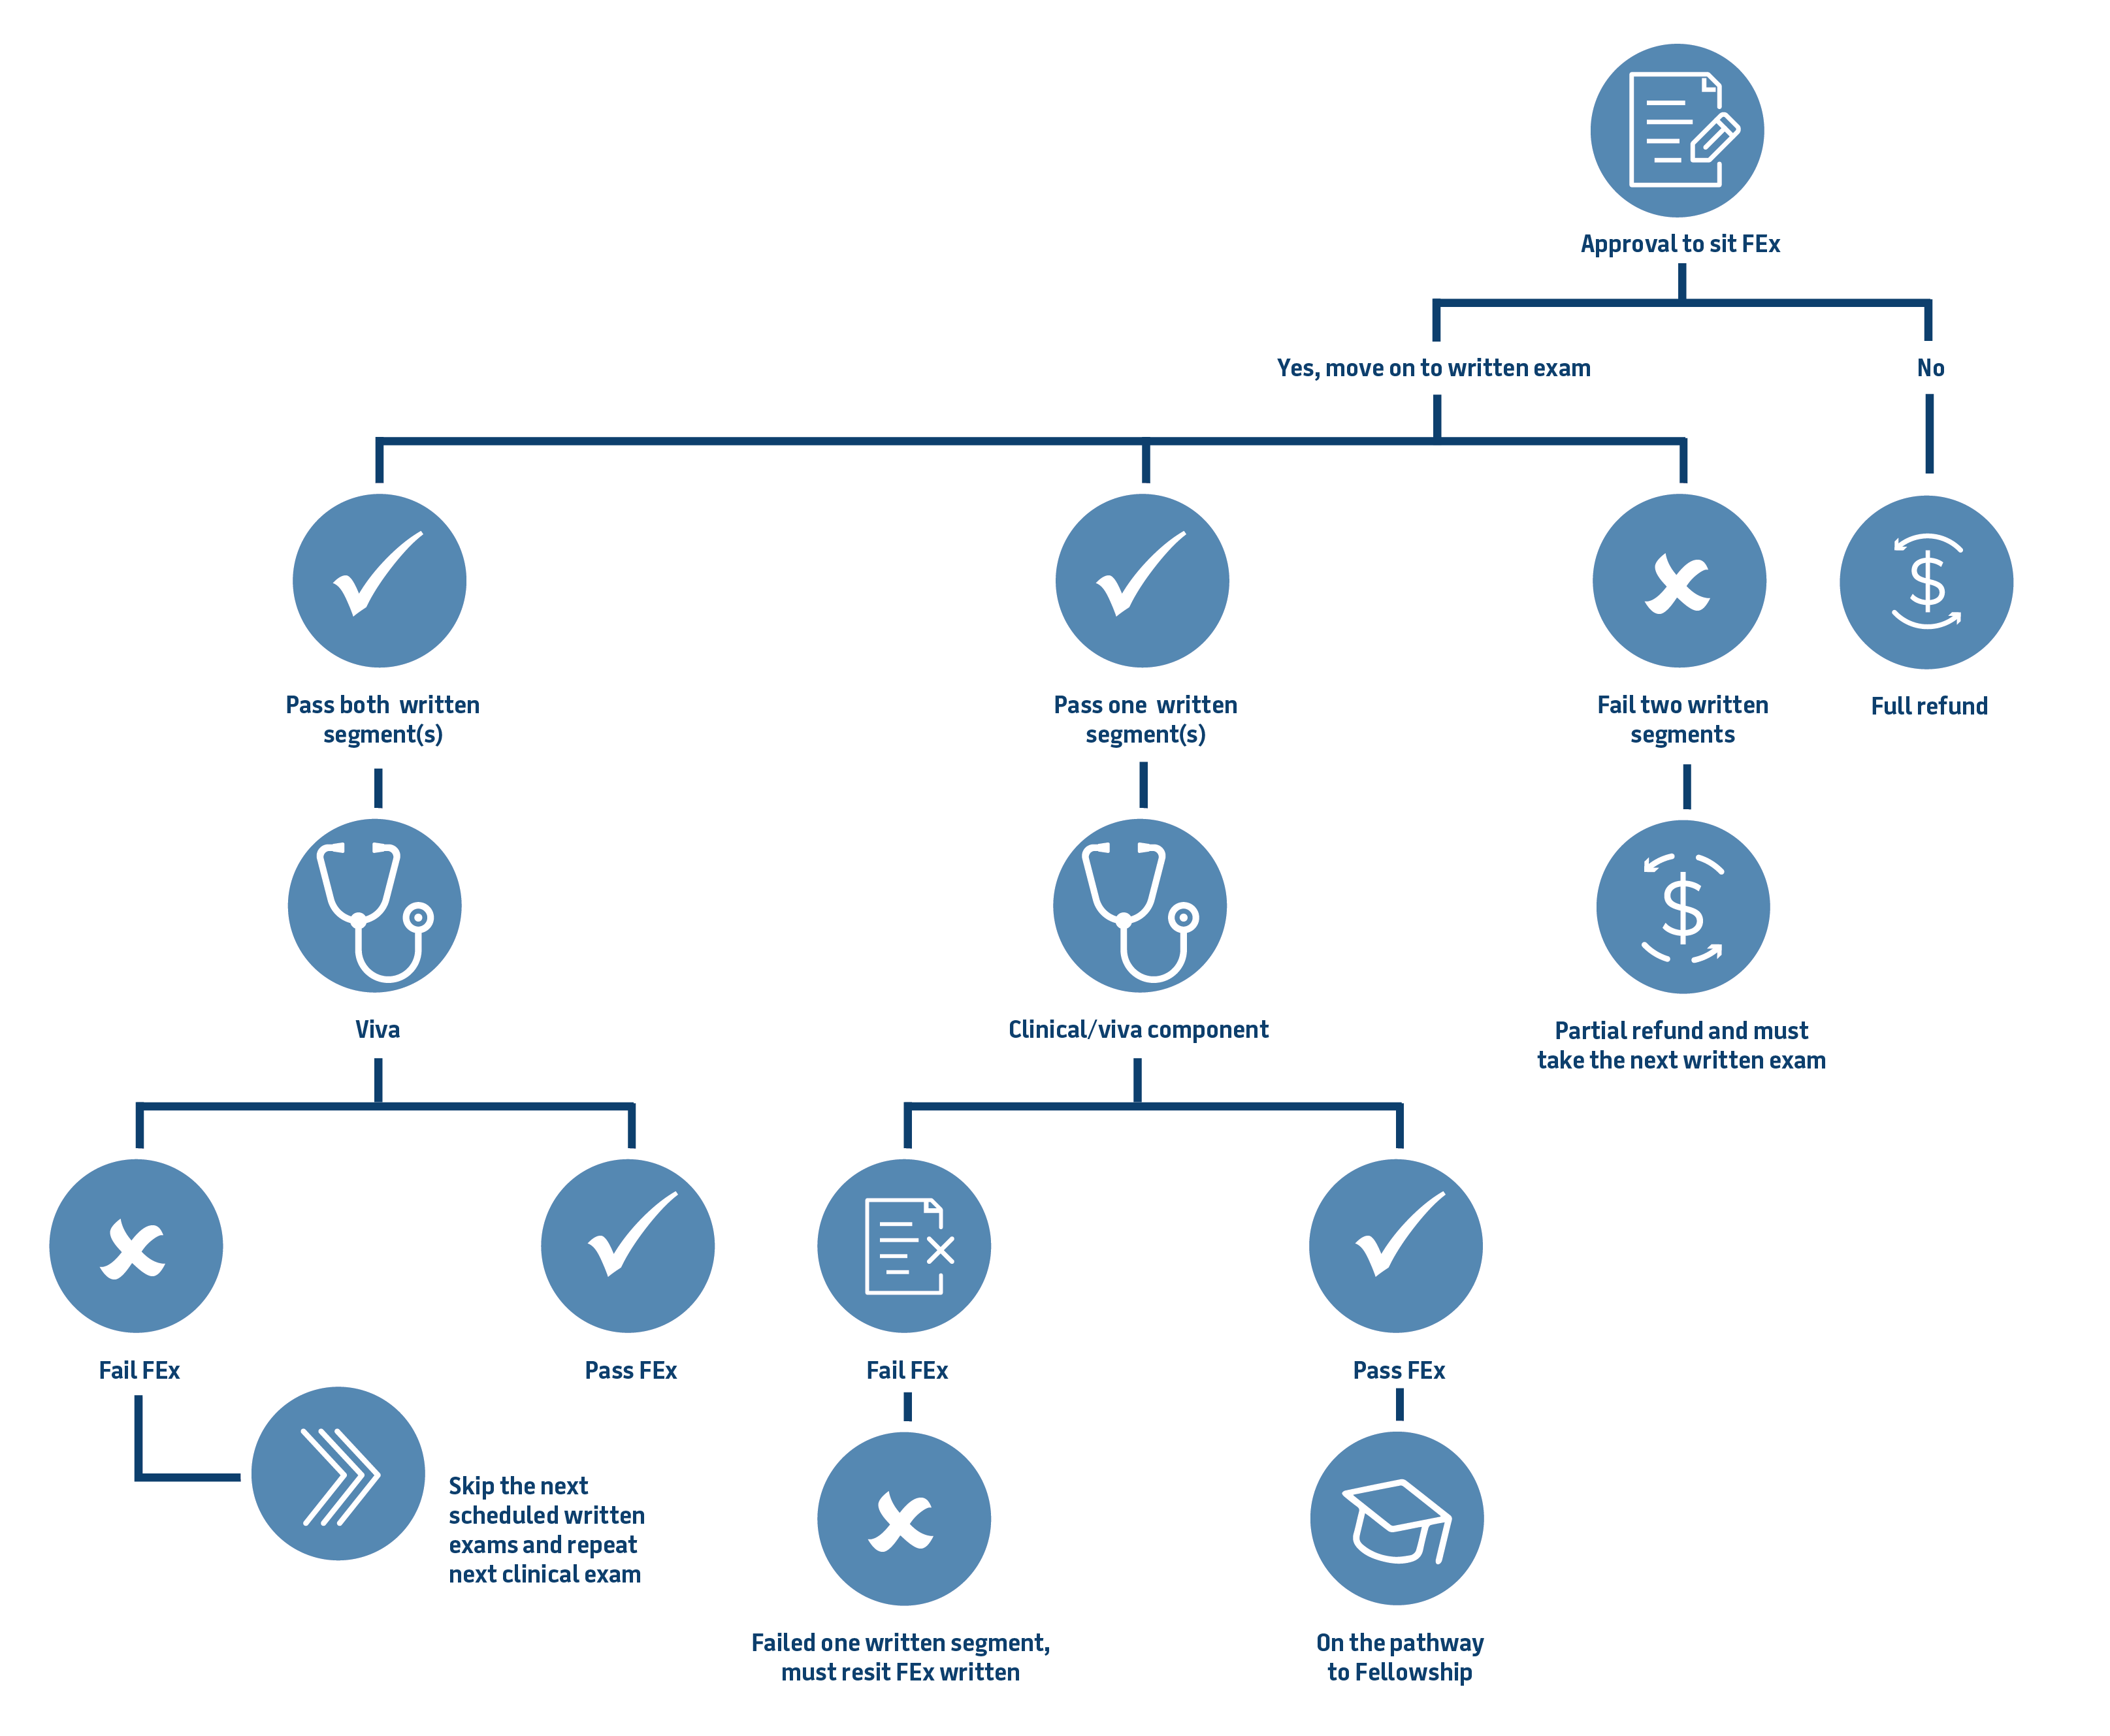 Approval to sit FEx
Yes, move on to written exam
No
Pass both written
segment(s)
Pass one written
segment(s)
Fail two written
segments
Full refund
Viva
Clinical/viva component
Partial refund and must
take the next written exam
Fail FEx
Pass FEx
Fail FEx
Pass FEx
Skip the next
scheduled written
exams and repeat
next clinical exam
Failed one written segment,
must resit FEx written
On the pathway
to Fellowship